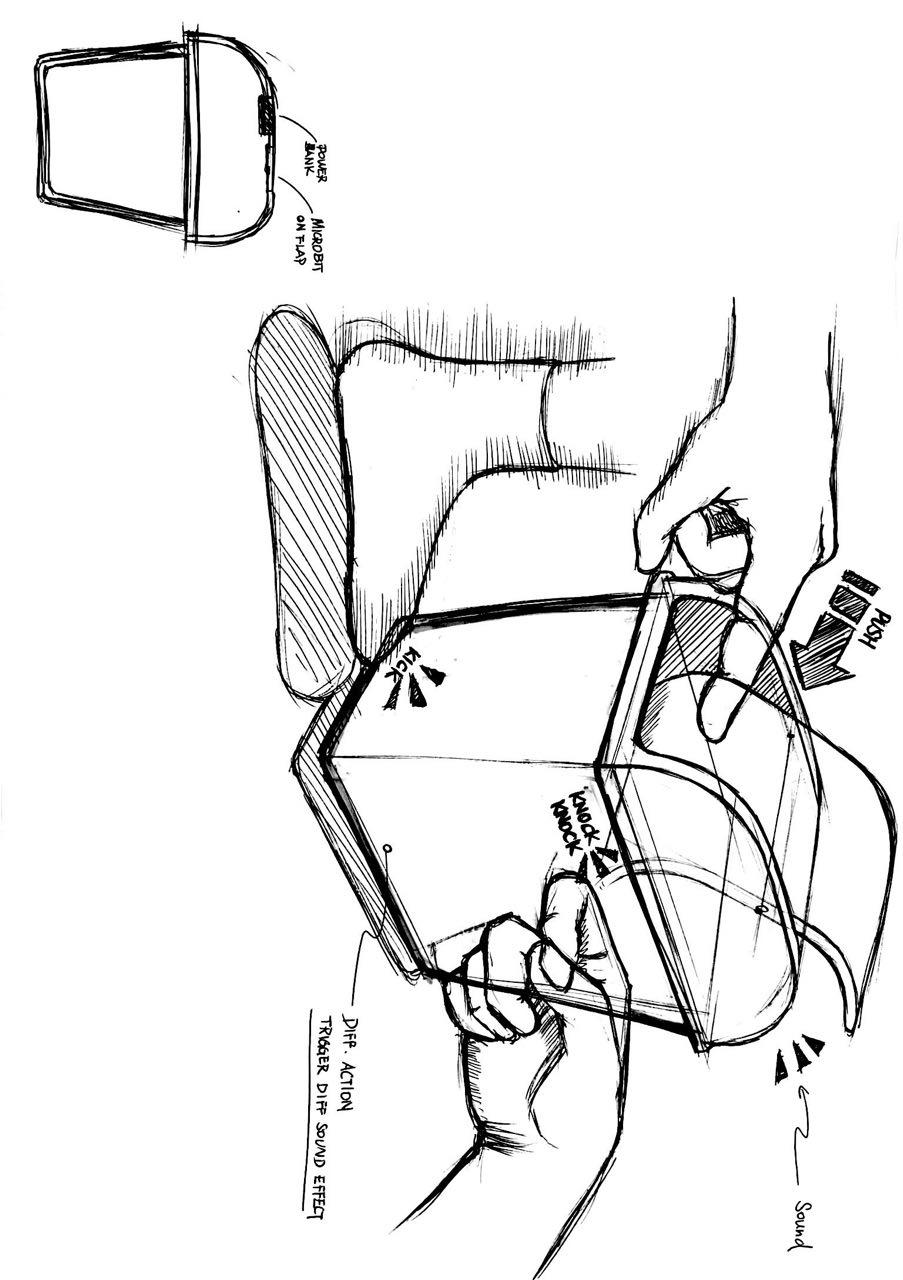 PUSH
Sound
KNOCK
KNOCK
KICK
DIFF. ACTION
TRIGGER DIFF SOUND EFFECT
POWER
BANK
MICROBIT
ON FLAP